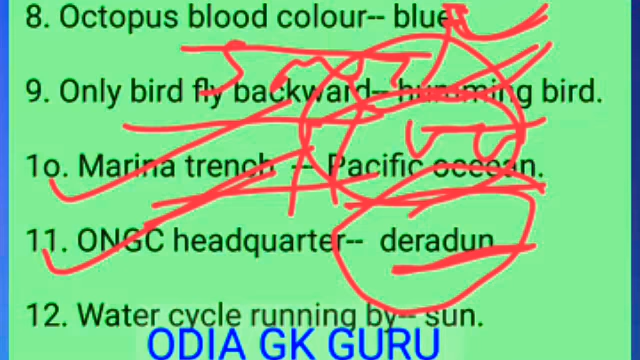 8. Octopus blood colour-- blue
9. Only bird fly backward-- humming bird.
1o. Marina trench -- Pacific occean.
11. ONGC headquarter-- deradun
12. Water cycle running by-- sun.
ODIA GK GURU